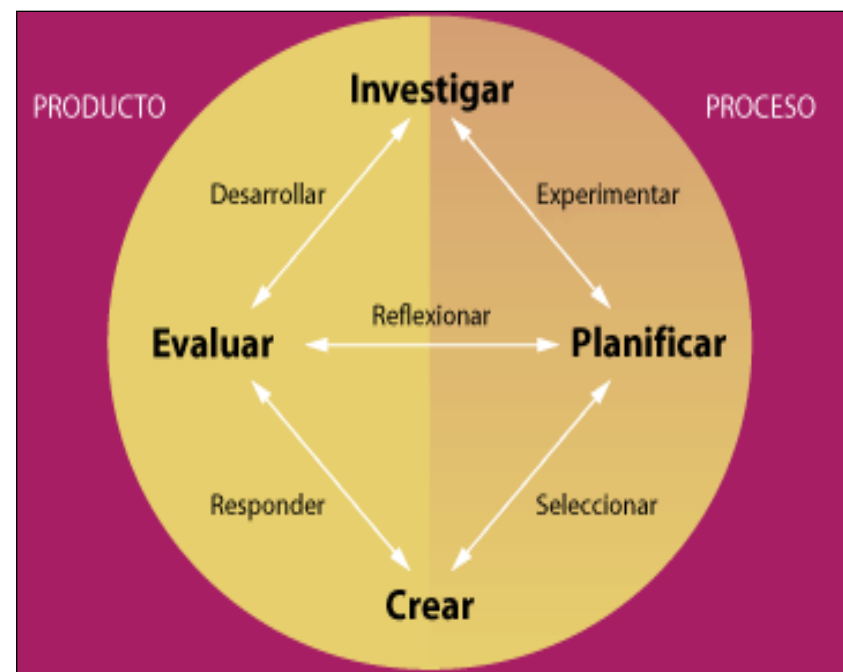 Investigar
PRODUCTO
PROCESO
Desarrollar
Experimentar
Reflexionar
Evaluar
Planificar
Responder
Seleccionar
Crear